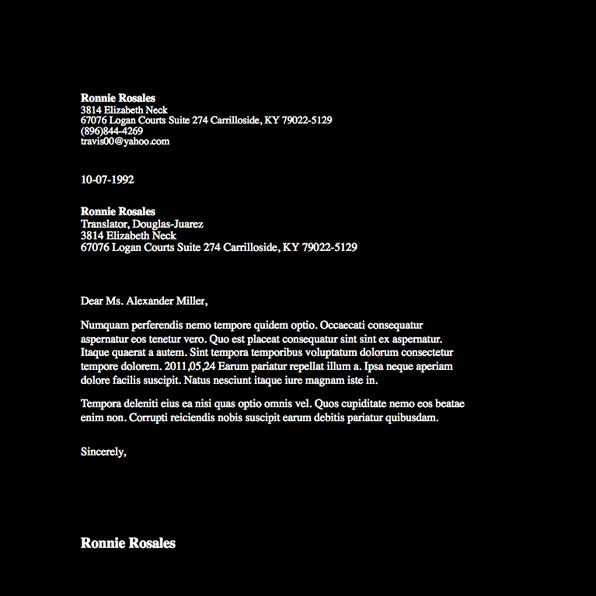 Ronnie Rosales
3814 Elizabeth Neck
67076 Logan Courts Suite 274 Carrilloside, KY 79022-5129
(896)844-4269
travis00@yahoo.com
10-07-1992
Ronnie Rosales
Translator, Douglas-Juarez
3814 Elizabeth Neck
67076 Logan Courts Suite 274 Carrilloside, KY 79022-5129
Dear Ms. Alexander Miller,
Numquam perferendis nemo tempore quidem optio. Occaecati consequatur
aspernatur eos tenetur vero. Quo est placeat consequatur sint sint ex aspernatur.
Itaque quaerat a autem. Sint tempora temporibus voluptatum dolorum consectetur
tempore dolorem. 2011,05,24 Earum pariatur repellat illum a. Ipsa neque aperiam
dolore facilis suscipit. Natus nesciunt itaque iure magnam iste in.
Tempora deleniti eius ea nisi quas optio omnis vel. Quos cupiditate nemo eos beatae
enim non. Corrupti reiciendis nobis suscipit earum debitis pariatur quibusdam.
Sincerely,
Ronnie Rosales